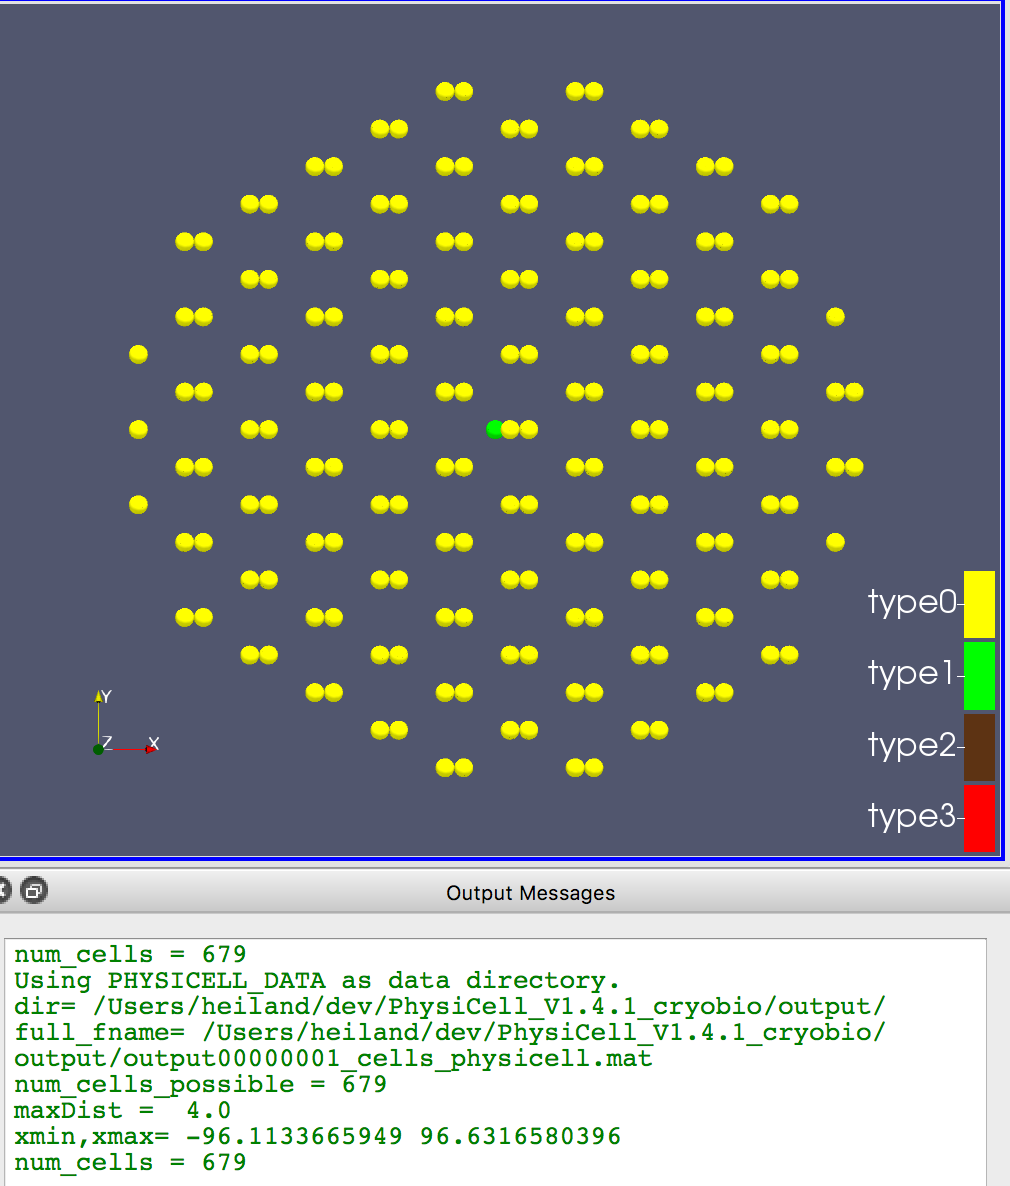 type0
type1
type2
type3
Y
Z
X
Output Messages
num_cells = 679
Using PHYSICELL_DATA as data directory.
dir= /Users/heiland/dev/PhysiCell_V1.4.1_cryobio/output/
full_fname= /Users/heiland/dev/PhysiCell_V1.4.1_cryobio/
output/output00000001_cells_physicell.mat
num_cells_possible = 679
maxDist =  4.0
xmin,xmax= -96.1133665949 96.6316580396
num_cells = 679